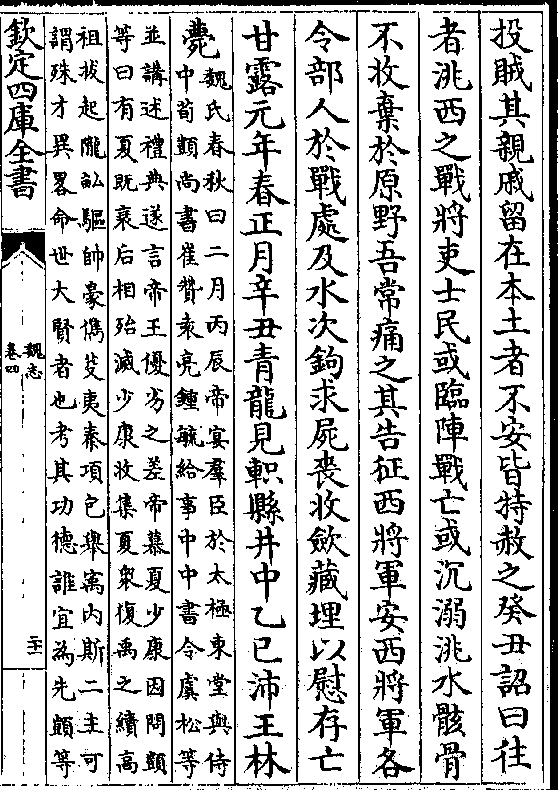 投賊其親戚留在本土者不安皆特赦之癸丑詔曰往
者洮西之戰將吏士民或臨陣戰亡或沉溺洮水骸骨
不收棄於原野吾常痛之其告征西將軍安西將軍各
令部人於戰處及水次鉤求屍喪收斂藏埋以慰存亡
甘露元年春正月辛丑青龍見軹縣井中乙巳沛王林
薨
魏氏春秋曰二月丙辰帝宴羣臣於太極東堂與侍
中荀顗尚書崔贊袁亮鍾毓給事中中書令虞松等
並講述禮典遂言帝王優劣之差帝慕夏少康因問顗
等曰有夏既衰后相殆滅少康收集夏衆復禹之績高
祖拔起隴畝驅帥豪儁芟夷秦項包舉寓内斯二主可
謂殊才異畧命世大賢者也考其功德誰宜為先顗等
欽定四庫全書
魏志
卷四
二十